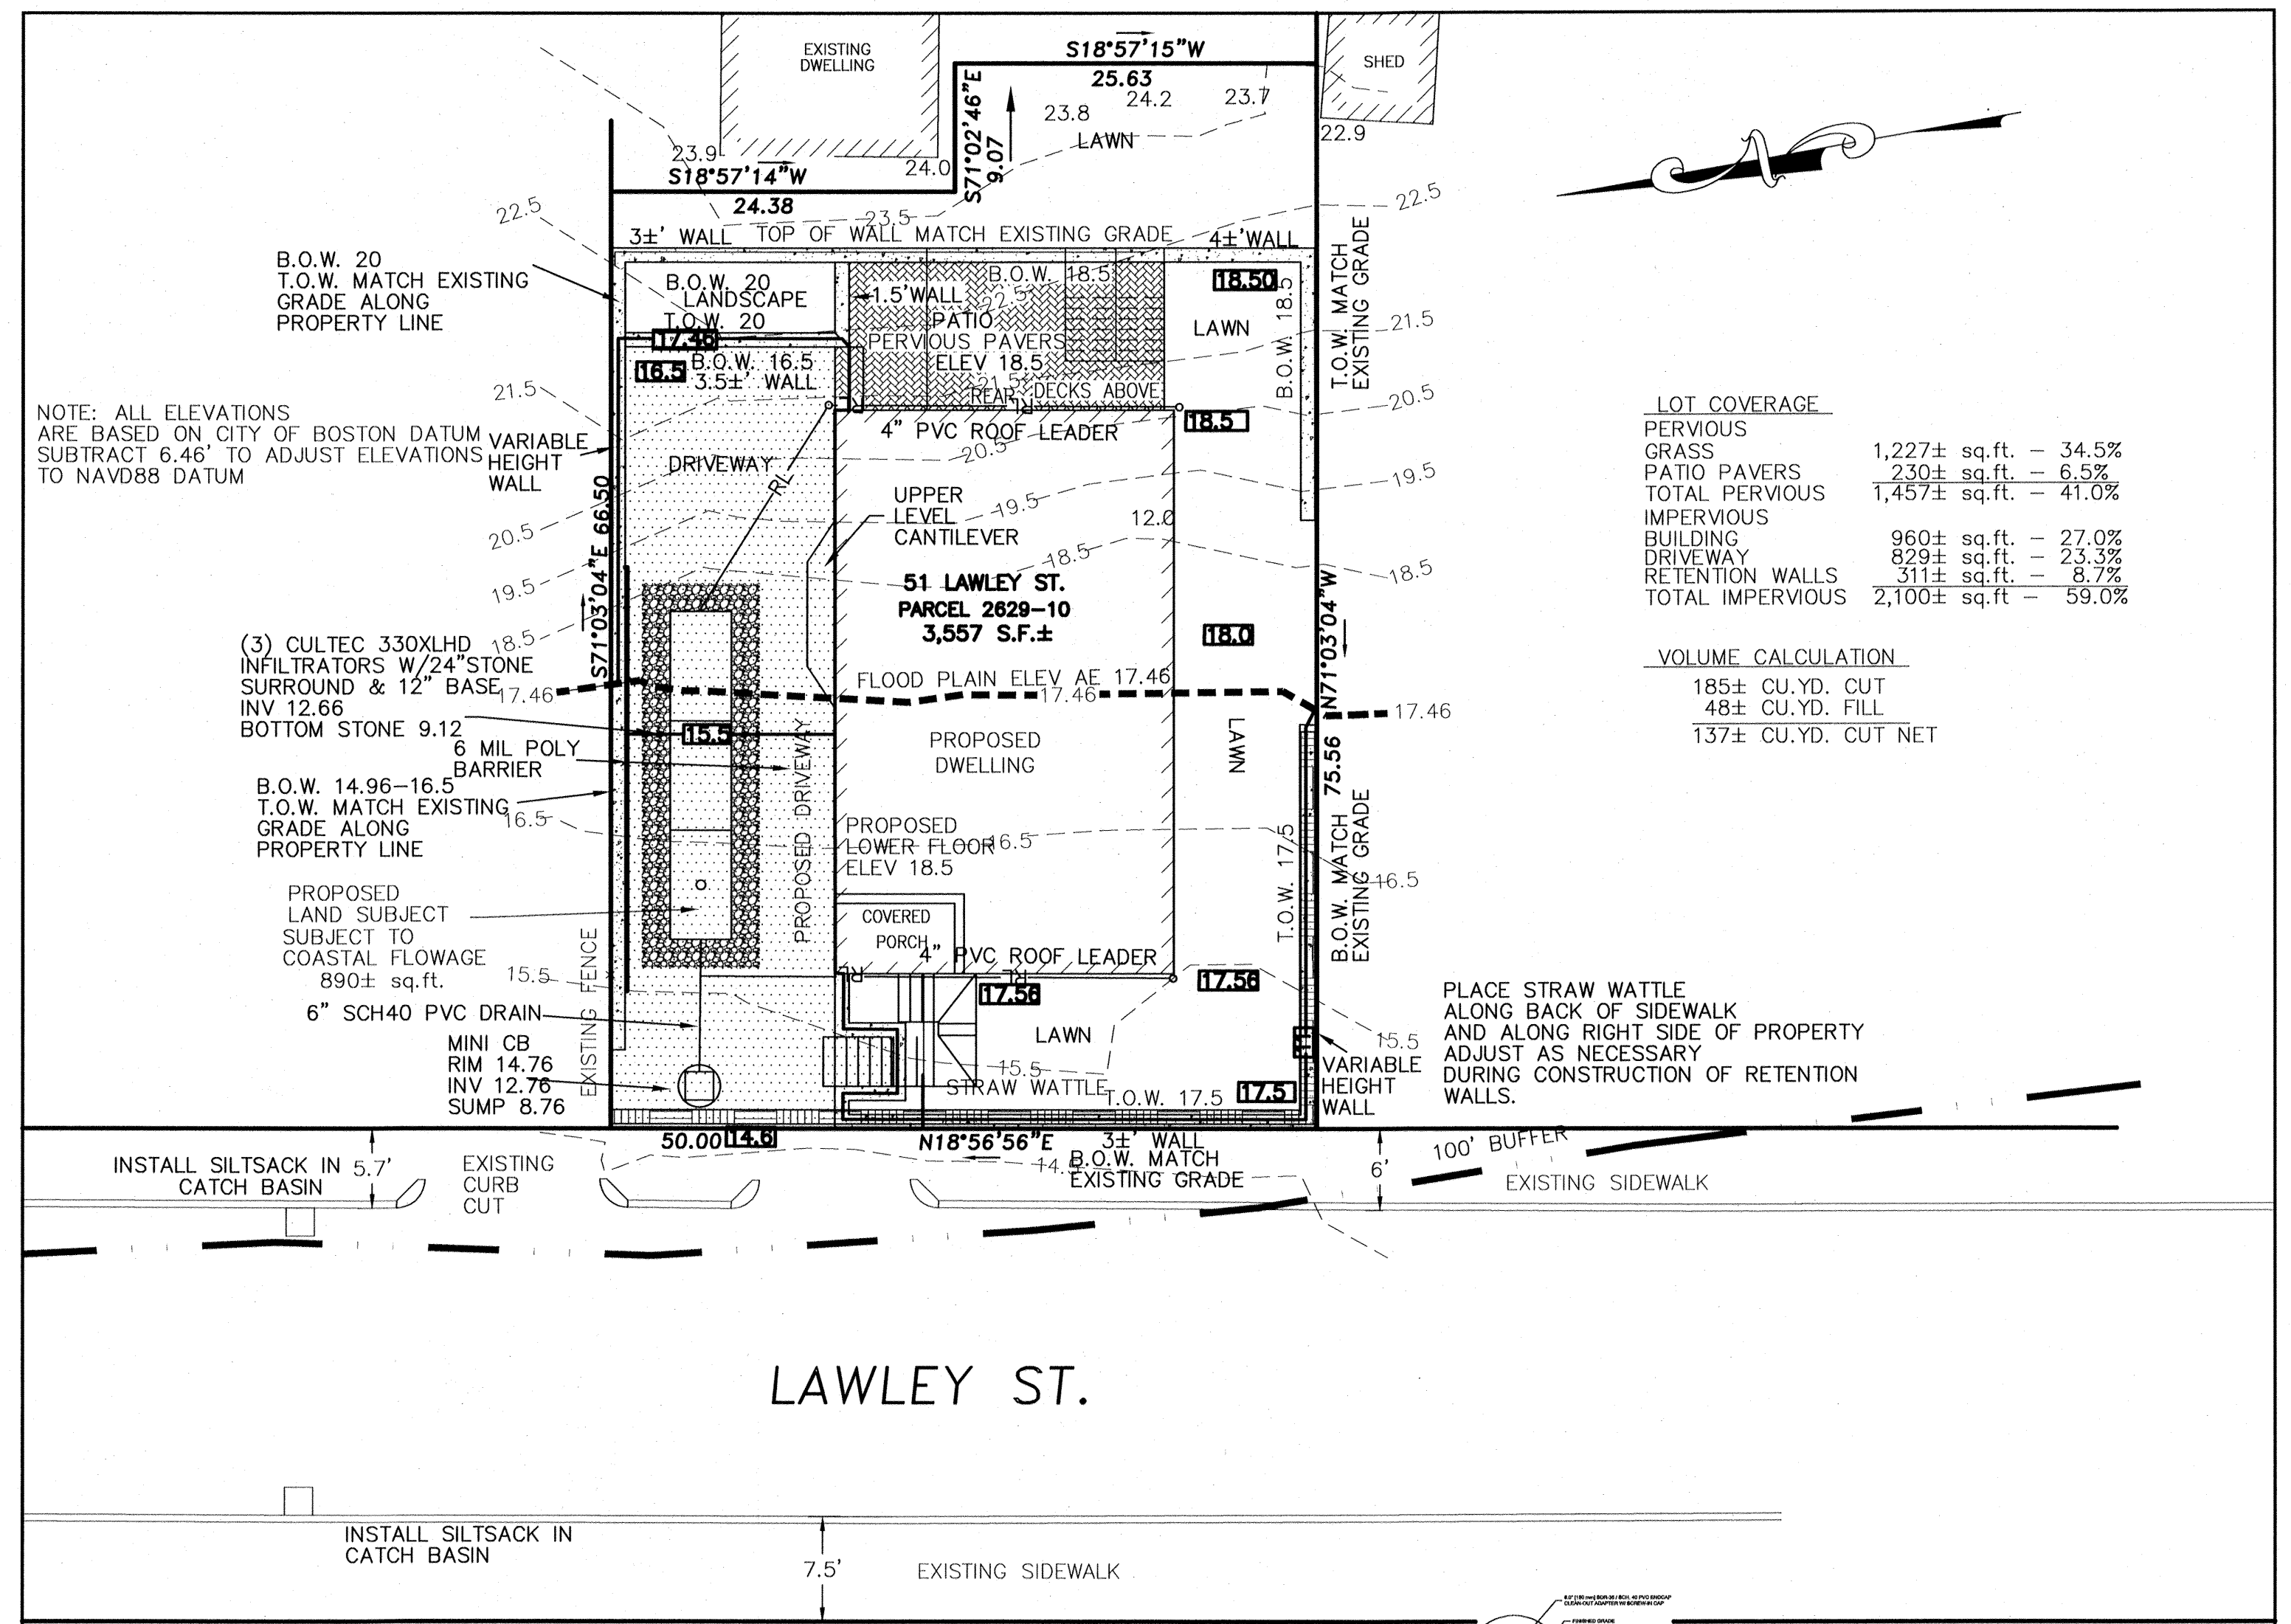 EXISTING
DWELLING
S18°57'15"W
25.63
SHED
S71°02'46"E
9.07
23.8
24.2
23.7
LAWN
22.9
23.9
24.0
S18°57'14"W
24.38
23.5
22.5
22.5
3±' WALL
TOP OF WALL MATCH EXISTING GRADE
4±'WALL
B.O.W. 20
T.O.W. MATCH EXISTING
GRADE ALONG
PROPERTY LINE
B.O.W. 20
LANDSCAPE
T.O.W. 20
B.O.W. 18.5
1.5'WALL
22.5
PATIO
PERVIOUS PAVERS
ELEV 18.5
21.5
REAR DECKS ABOVE
18.50
LAWN
B.O.W. 18.5
T.O.W. MATCH
EXISTING GRADE
21.5
20.5
17.46
16.5
B.O.W. 16.5
3.5±' WALL
21.5
NOTE: ALL ELEVATIONS
ARE BASED ON CITY OF BOSTON DATUM
SUBTRACT 6.46' TO ADJUST ELEVATIONS
TO NAVD88 DATUM
VARIABLE
HEIGHT
WALL
RL
RL
4" PVC ROOF LEADER
20.5
18.5
DRIVEWAY
RL
UPPER
LEVEL
CANTILEVER
19.5
12.0
19.5
18.5
20.5
19.5
18.5
18.5
S71°03'04"E 66.50
51 LAWLEY ST.
PARCEL 2629-10
3,557 S.F.±
18.0
N71°03'04"W
75.56
LOT COVERAGE
PERVIOUS
GRASS 1,227± sq.ft. - 34.5%
PATIO PAVERS 230± sq.ft. - 6.5%
TOTAL PERVIOUS 1,457± sq.ft. - 41.0%
IMPERVIOUS
BUILDING 960± sq.ft. - 27.0%
DRIVEWAY 829± sq.ft. - 23.3%
RETENTION WALLS 311± sq.ft. - 8.7%
TOTAL IMPERVIOUS 2,100± sq.ft - 59.0%
VOLUME CALCULATION
185± CU.YD. CUT
48± CU.YD. FILL
137± CU.YD. CUT NET
(3) CULTEC 330XLHD
INFILTRATORS W/24"STONE
SURROUND & 12" BASE
INV 12.66
BOTTOM STONE 9.12
17.46
FLOOD PLAIN ELEV AE 17.46
17.46
17.46
15.5
6 MIL POLY
BARRIER
PROPOSED
DWELLING
LAWN
B.O.W. 14.96-16.5
T.O.W. MATCH EXISTING
GRADE ALONG
PROPERTY LINE
16.5
PROPOSED DRIVEWAY
PROPOSED
LOWER FLOOR
ELEV 18.5
16.5
16.5
T.O.W. 17.5
B.O.W. MATCH
EXISTING GRADE
PROPOSED
LAND SUBJECT
SUBJECT TO
COASTAL FLOWAGE
890± sq.ft.
COVERED
PORCH
4" PVC ROOF LEADER
RL
RL
17.56
17.56
15.5
EXISTING FENCE
6" SCH40 PVC DRAIN
MINI CB
RIM 14.76
INV 12.76
SUMP 8.76
LAWN
15.5
STRAW WATTLE
T.O.W. 17.5
17.5
15.5
VARIABLE
HEIGHT
WALL
PLACE STRAW WATTLE
ALONG BACK OF SIDEWALK
AND ALONG RIGHT SIDE OF PROPERTY
ADJUST AS NECESSARY
DURING CONSTRUCTION OF RETENTION
WALLS.
50.00
14.6
N18°56'56"E
3±' WALL
B.O.W. MATCH
EXISTING GRADE
6'
100' BUFFER
EXISTING SIDEWALK
INSTALL SILTSACK IN
CATCH BASIN
5.7'
EXISTING
CURB
CUT
LAWLEY ST.
INSTALL SILTSACK IN
CATCH BASIN
7.5'
EXISTING SIDEWALK
FINISHED GRADE